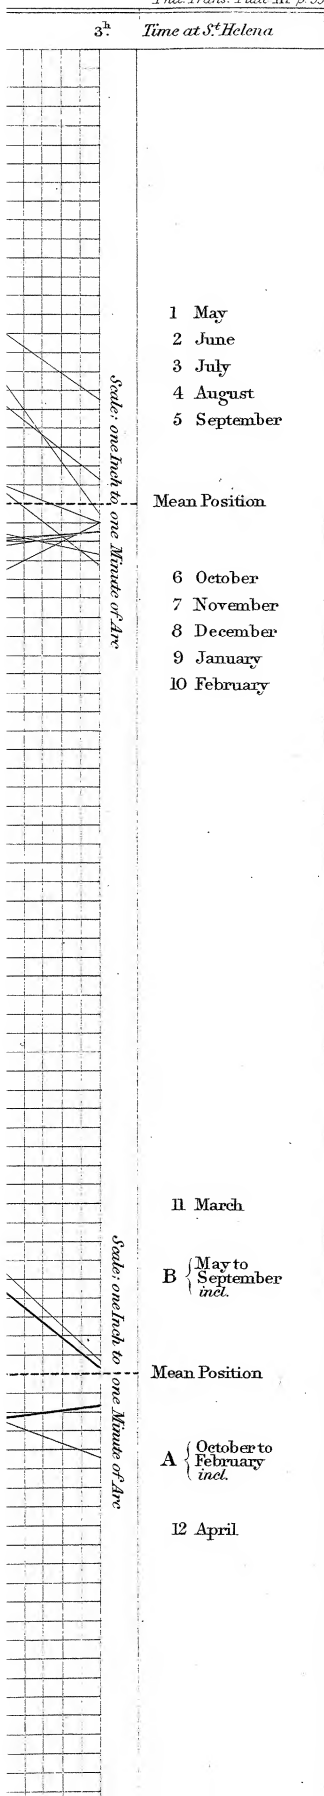 3h. Time at St. Helena
1 May
2 June
3 July
4 August
5 September
Scale; one Inch to one Minute of Arc
Mean Position
6 October
7 November
8 December
9 January
10 February
11 March
B { May to
September
incl.
Scale; one Inch to one Minute of Arc
Mean Position
A { October to
February
incl.
12 April